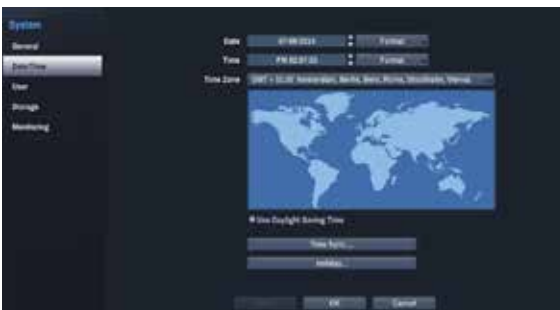 System
General
Date/Time
User
Storage
Monitoring
Date
Format
Time
Format
Time Zone GMT + 01:00 Amsterdam, Berlin, Bern, Rome, Stockholm, Vienna
Use Daylight Saving Time
Time Sync...
Holiday...
OK Cancel